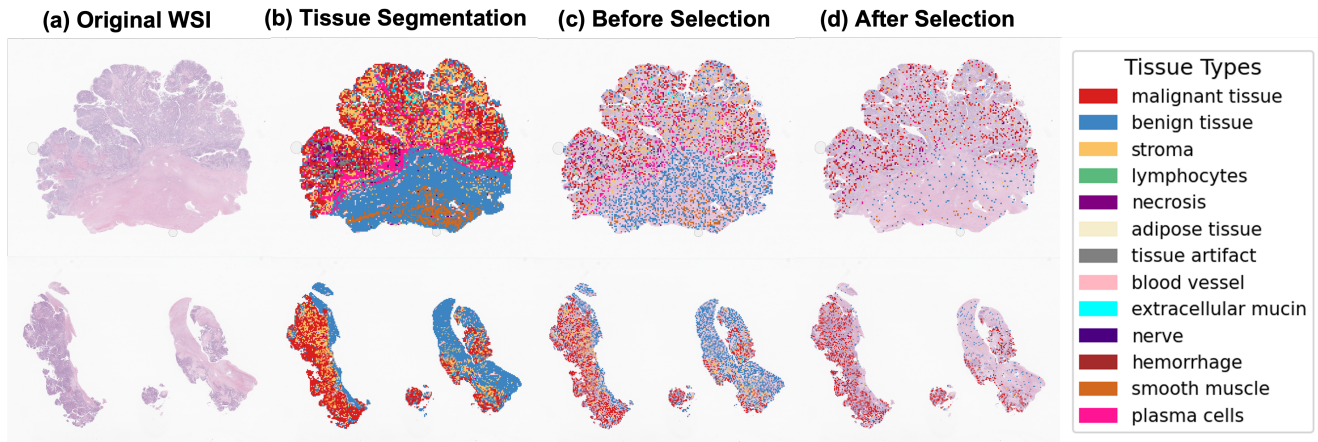 (a) Original WSI
(b) Tissue Segmentation
(c) Before Selection
(d) After Selection
Tissue Types
malignant tissue
benign tissue
stroma
lymphocytes
necrosis
adipose tissue
tissue artifact
blood vessel
extracellular mucin
nerve
hemorrhage
smooth muscle
plasma cells